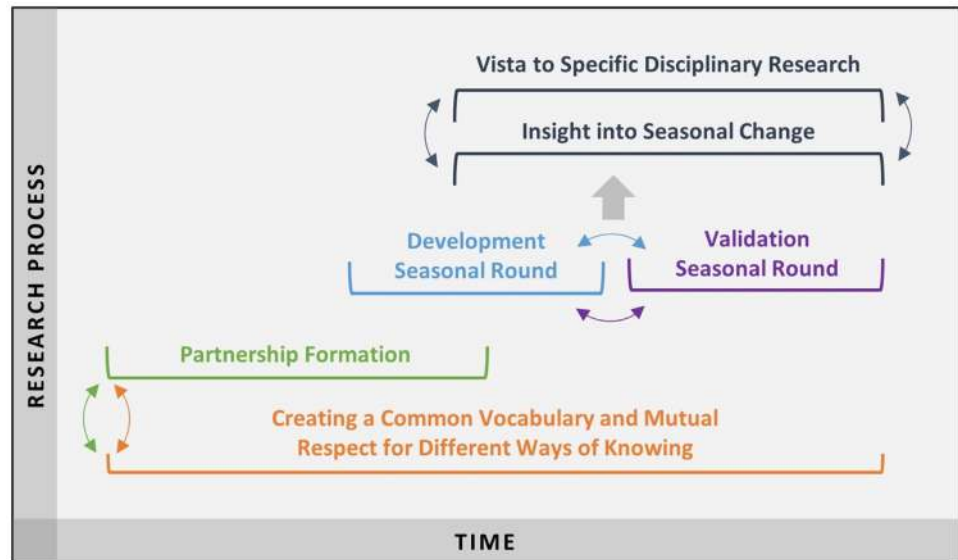 RESEARCH PROCESS
Vista to Specific Disciplinary Research
Insight into Seasonal Change
Development
Seasonal Round
Validation
Seasonal Round
Partnership Formation
Creating a Common Vocabulary and Mutual
Respect for Different Ways of Knowing
TIME